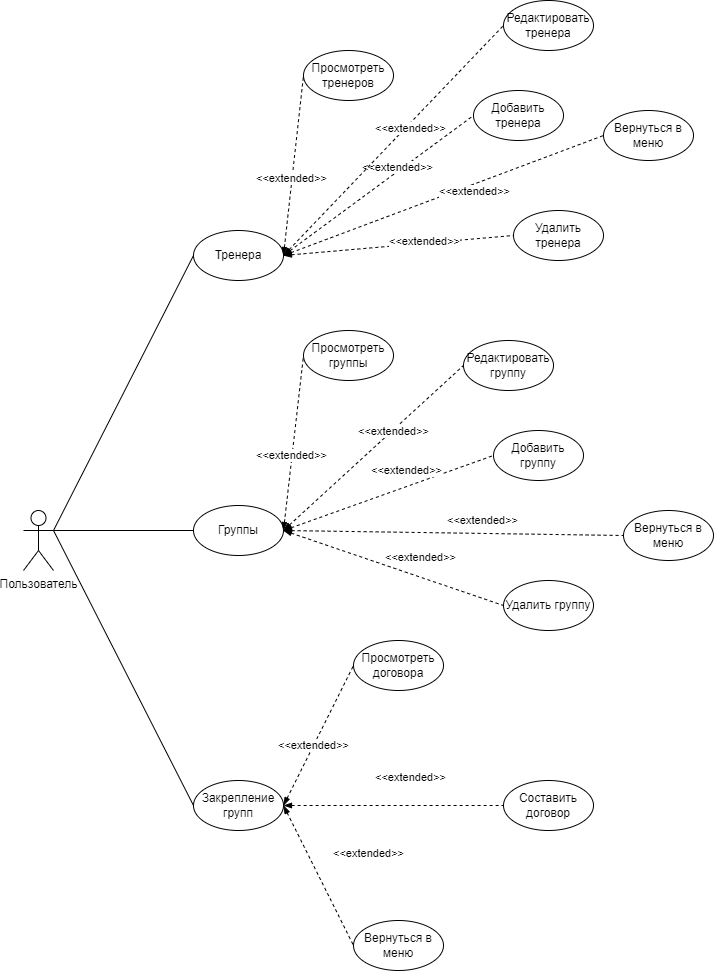 Редактировать
тренера
Просмотреть
тренеров
<<extended>>
Добавить
тренера
<<extended>>
Вернуться в
меню
<<extended>>
<<extended>>
Удалить
тренера
<<extended>>
Тренера
Просмотреть
группы
Редактировать
группу
<<extended>>
Добавить
группу
<<extended>>
<<extended>>
Группы
<<extended>>
Вернуться в
меню
<<extended>>
Пользователь
Удалить группу
Просмотреть
договора
<<extended>>
<<extended>>
Закрепление
групп
Составить
договор
<<extended>>
Вернуться в
меню